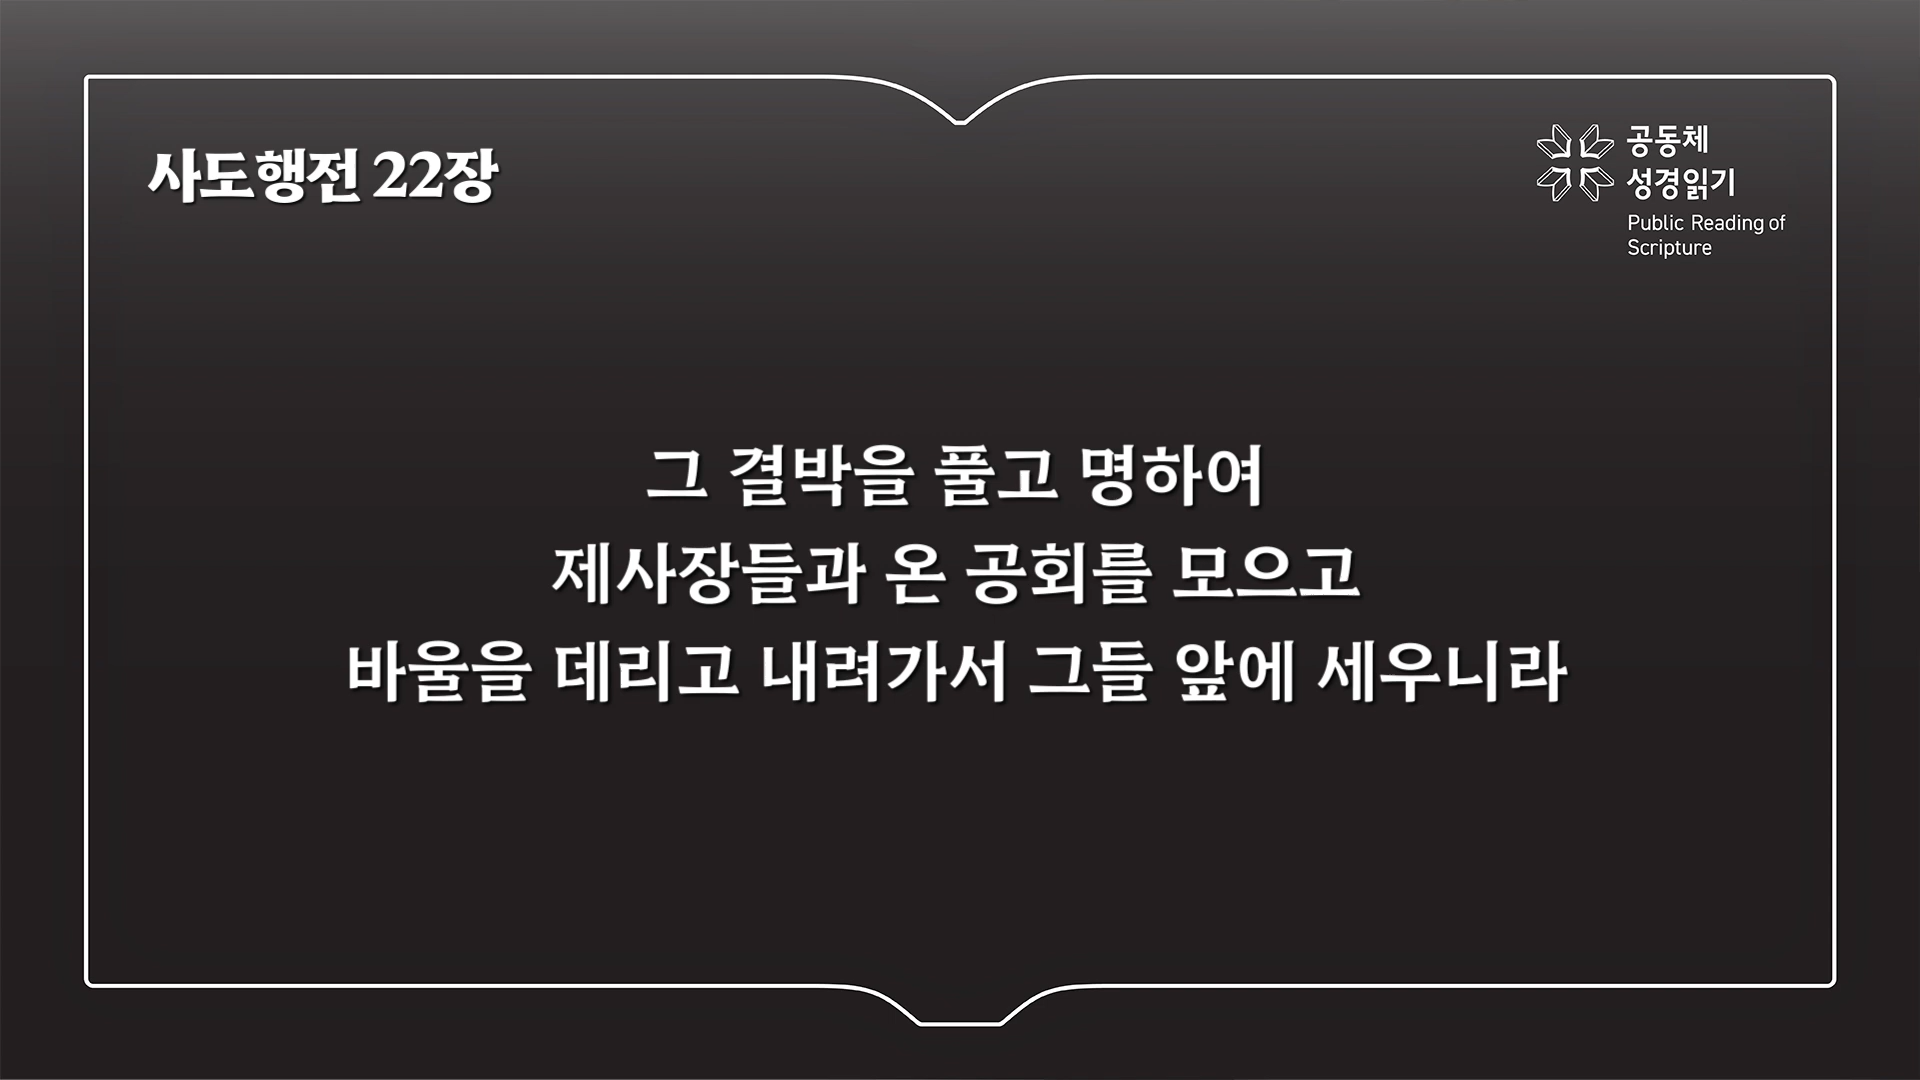 사도행전 22장
공동체
성경읽기
Public Reading of
Scripture
그 결박을 풀고 명하여
제사장들과 온 공회를 모으고
바울을 데리고 내려가서 그들 앞에 세우니라